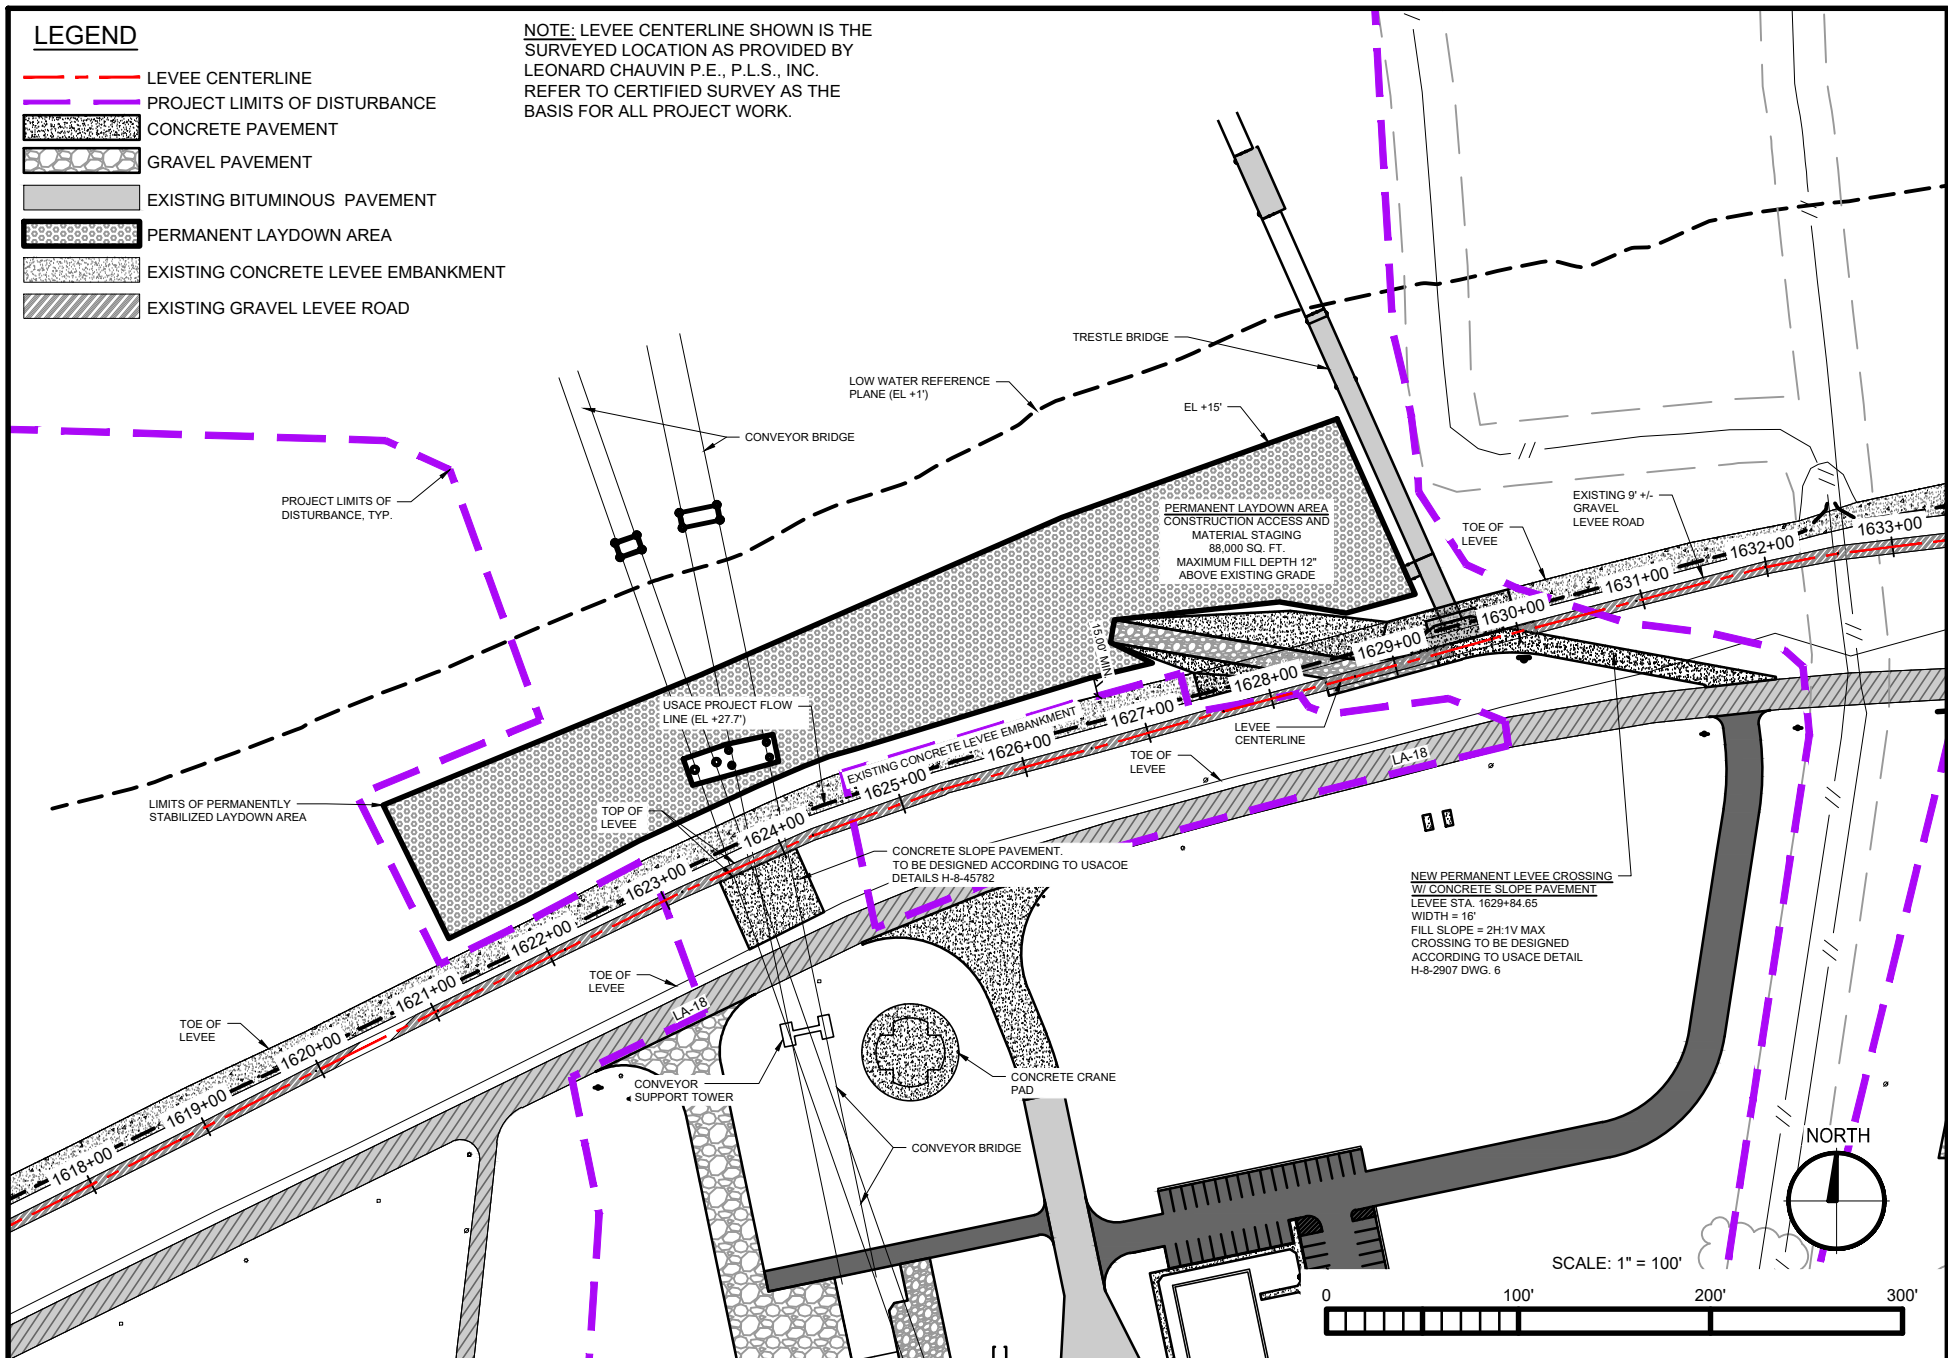 LEGEND
LEVEE CENTERLINE
PROJECT LIMITS OF DISTURBANCE
CONCRETE PAVEMENT
GRAVEL PAVEMENT
EXISTING BITUMINOUS PAVEMENT
PERMANENT LAYDOWN AREA
EXISTING CONCRETE LEVEE EMBANKMENT
EXISTING GRAVEL LEVEE ROAD
NOTE: LEVEE CENTERLINE SHOWN IS THE
SURVEYED LOCATION AS PROVIDED BY
LEONARD CHAUVIN P.E., P.L.S., INC.
REFER TO CERTIFIED SURVEY AS THE
BASIS FOR ALL PROJECT WORK.
TRESTLE BRIDGE
LOW WATER REFERENCE
PLANE (EL +1')
EL +15'
CONVEYOR BRIDGE
PROJECT LIMITS OF
DISTURBANCE, TYP.
PERMANENT LAYDOWN AREA
CONSTRUCTION ACCESS AND
MATERIAL STAGING
88,000 SQ. FT.
MAXIMUM FILL DEPTH 12"
ABOVE EXISTING GRADE
EXISTING 9' +/-
GRAVEL
LEVEE ROAD
TOE OF
LEVEE
1633+00
1632+00
1631+00
1630+00
1629+00
1628+00
1627+00
1626+00
1625+00
1624+00
1623+00
1622+00
1621+00
1620+00
1619+00
1618+00
15.00' MIN.
USACE PROJECT FLOW
LINE (EL +27.7')
EXISTING CONCRETE LEVEE EMBANKMENT
LEVEE
CENTERLINE
TOE OF
LEVEE
LA-18
LIMITS OF PERMANENTLY
STABILIZED LAYDOWN AREA
TOP OF
LEVEE
CONCRETE SLOPE PAVEMENT.
TO BE DESIGNED ACCORDING TO USACOE
DETAILS H-8-45782
NEW PERMANENT LEVEE CROSSING
W/ CONCRETE SLOPE PAVEMENT
LEVEE STA. 1629+84.65
WIDTH = 16'
FILL SLOPE = 2H:1V MAX
CROSSING TO BE DESIGNED
ACCORDING TO USACE DETAIL
H-8-2907 DWG. 6
TOE OF
LEVEE
LA-18
TOE OF
LEVEE
CONVEYOR
SUPPORT TOWER
CONCRETE CRANE
PAD
CONVEYOR BRIDGE
NORTH
SCALE: 1" = 100'
0 100' 200' 300'